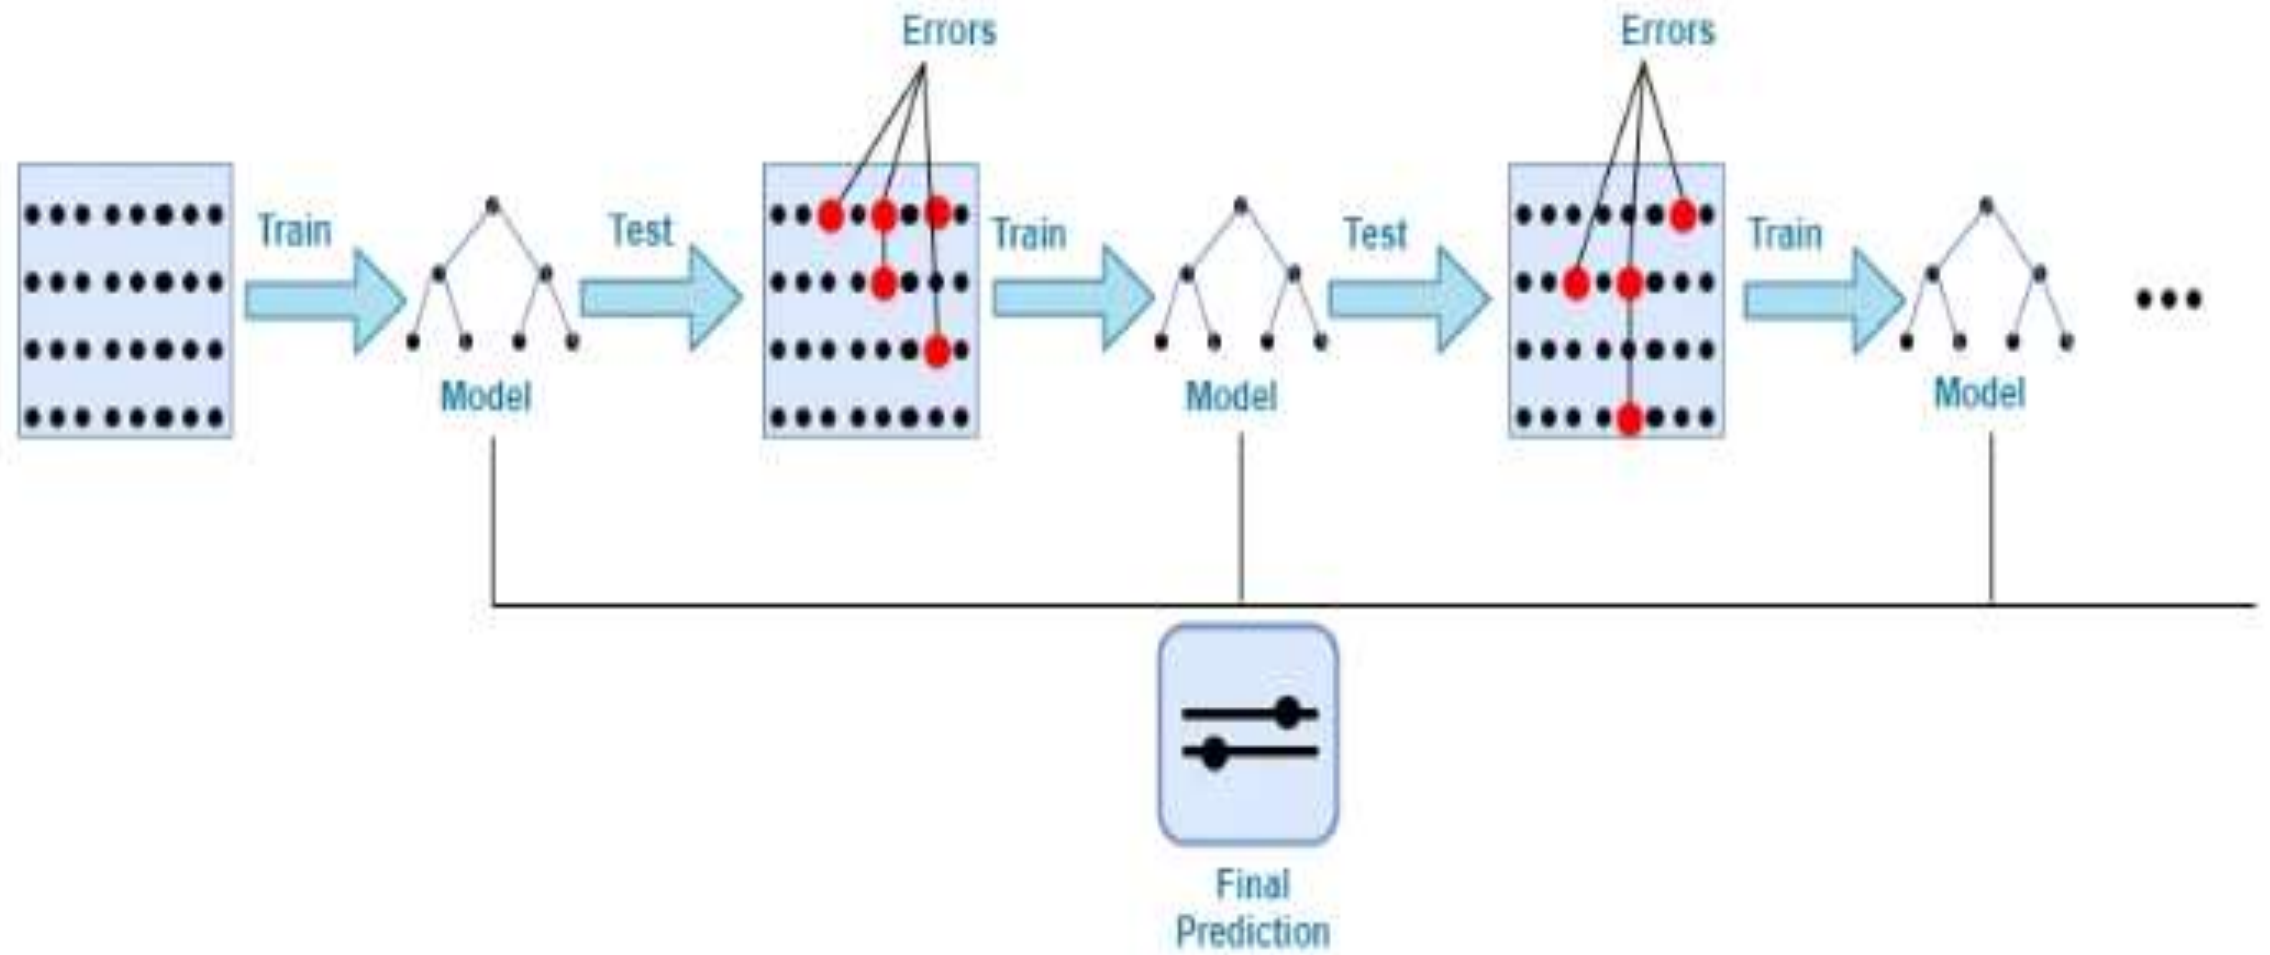 Errors
Errors
Train
Test
Train
Test
Train
Model
Model
Model
Final
Prediction